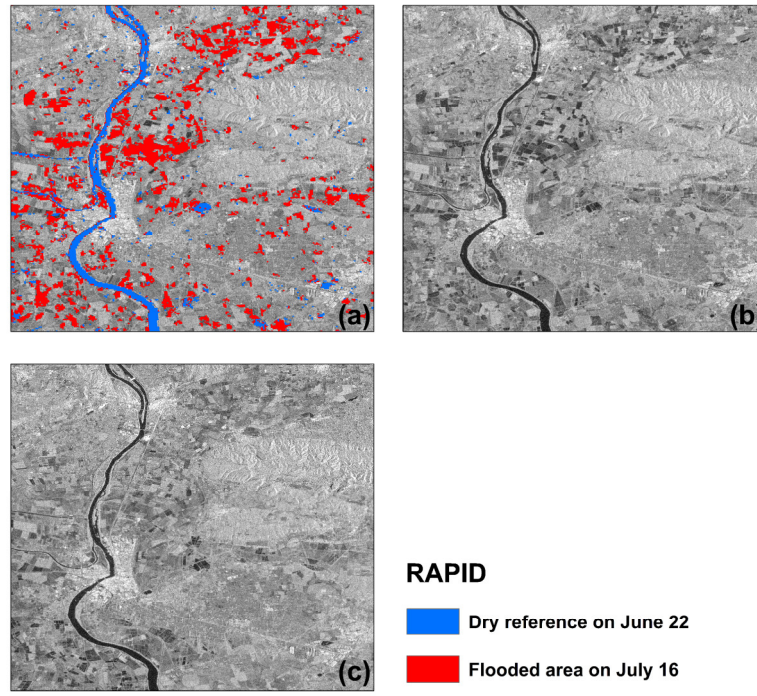 (a)
(b)
(c)
RAPID
Dry reference on June 22
Flooded area on July 16